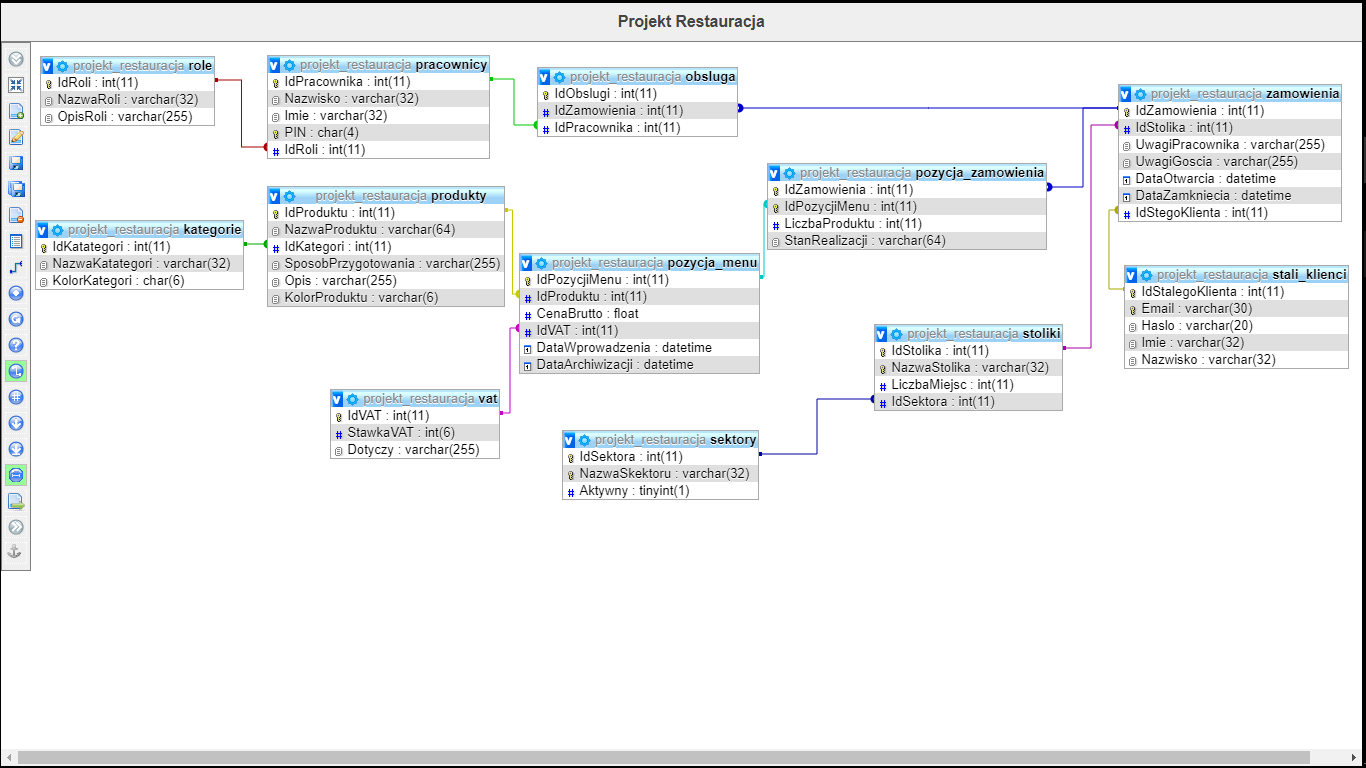 Projekt Restauracja
projekt_restauracja role
IdRoli : int(11)
NazwaRoli : varchar(32)
OpisRoli : varchar(255)
projekt_restauracja pracownicy
IdPracownika : int(11)
Nazwisko : varchar(32)
Imie : varchar(32)
PIN : char(4)
IdRoli : int(11)
projekt_restauracja obsluga
IdObslugi : int(11)
IdZamowienia : int(11)
IdPracownika : int(11)
projekt_restauracja zamowienia
IdZamowienia : int(11)
IdStolika : int(11)
UwagiPracownika : varchar(255)
UwagiGoscia : varchar(255)
DataOtwarcia : datetime
DataZamkniecia : datetime
IdStegoKlienta : int(11)
projekt_restauracja pozycja_zamowienia
IdZamowienia : int(11)
IdPozycjiMenu : int(11)
LiczbaProduktu : int(11)
StanRealizacji : varchar(64)
projekt_restauracja produkty
IdProduktu : int(11)
NazwaProduktu : varchar(64)
IdKategori : int(11)
SposobPrzygotowania : varchar(255)
Opis : varchar(255)
KolorProduktu : varchar(6)
projekt_restauracja kategorie
IdKatategori : int(11)
NazwaKatategori : varchar(32)
KolorKategori : char(6)
projekt_restauracja pozycja_menu
IdPozycjiMenu : int(11)
IdProduktu : int(11)
CenaBrutto : float
IdVAT : int(11)
DataWprowadzenia : datetime
DataArchiwizacji : datetime
projekt_restauracja stali_klienci
IdStalegoKlienta : int(11)
Email : varchar(30)
Haslo : varchar(20)
Imie : varchar(32)
Nazwisko : varchar(32)
projekt_restauracja stoliki
IdStolika : int(11)
NazwaStolika : varchar(32)
LiczbaMiejsc : int(11)
IdSektora : int(11)
projekt_restauracja vat
IdVAT : int(11)
StawkaVAT : int(6)
Dotyczy : varchar(255)
projekt_restauracja sektory
IdSektora : int(11)
NazwaSkektoru : varchar(32)
Aktywny : tinyint(1)